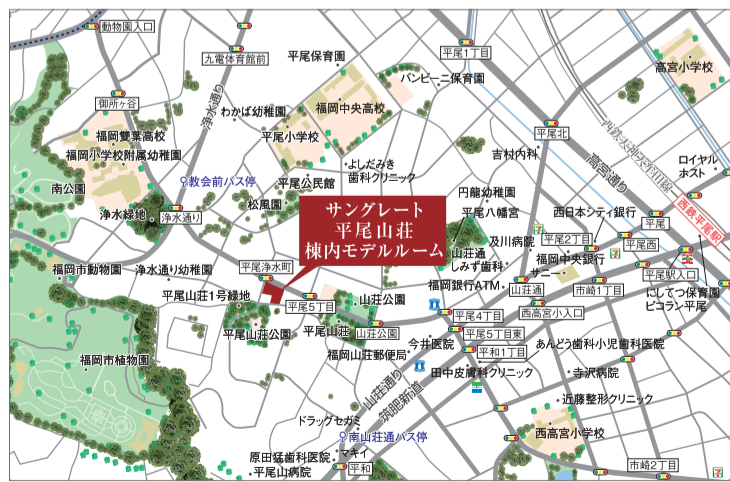 動物園入口
九電体育館前
平尾保育園
平尾1丁目
バンビーニ保育園
高宮小学校
御所ヶ谷
浄水通り
わかば幼稚園
福岡中央高校
福岡雙葉高校
福岡小学校附属幼稚園
平尾小学校
平尾北
西鉄天神大牟田線
吉村内科
高宮通り
ロイヤル
ホスト
よしだみき
歯科クリニック
南公園
教会前バス停
平尾公民館
松風園
浄水緑地
浄水通り
サングレート
平尾山荘
棟内モデルルーム
円龍幼稚園
平尾八幡宮
西日本シティ銀行
平尾
西鉄平尾駅
及川病院
平尾2丁目
平尾西
山荘通
しみず歯科
福岡中央銀行
サニー
平尾駅入口
福岡市動物園
浄水通り幼稚園
平尾浄水町
福岡銀行ATM
山荘通
市崎1丁目
にしてつ保育園
ピコラン平尾
平尾山荘1号緑地
平尾5丁目
山荘公園
西高宮小入口
平尾4丁目
平尾山荘公園
平尾山荘
山荘公園
平尾5丁目東
今井医院
平和1丁目
あんどう歯科小児歯科医院
福岡山荘郵便局
福岡市植物園
田中皮膚科クリニック
寺沢病院
山荘通り
筑肥新道
近藤整形クリニック
ドラッグセガミ
南山荘通バス停
西高宮小学校
マキイ
原田猛歯科医院
平尾山病院
平和
市崎2丁目